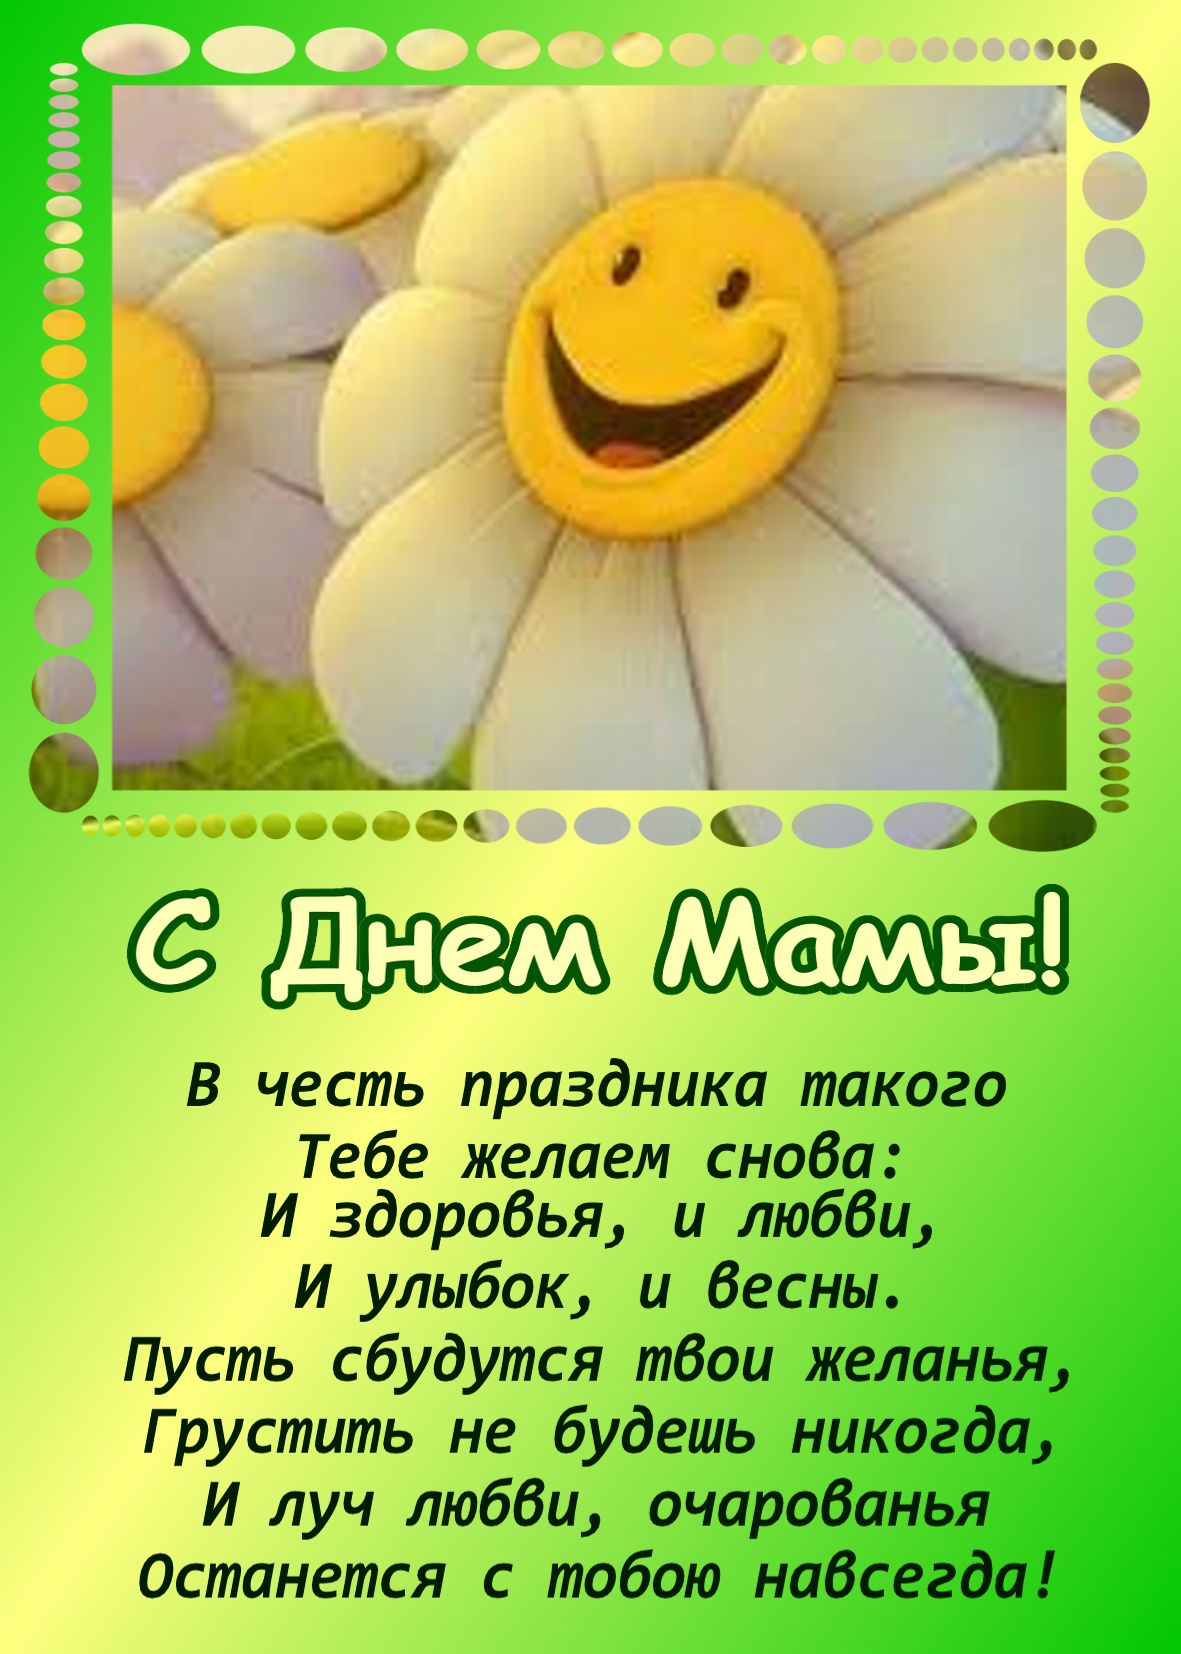 С Днем Мамы!
В честь праздника такого
Тебе желаем снова:
И здоровья, и любви,
И улыбок, и весны.
Пусть сбудутся твои желанья,
Грустить не будешь никогда,
И луч любви, очарованья
Останется с тобою навсегда!